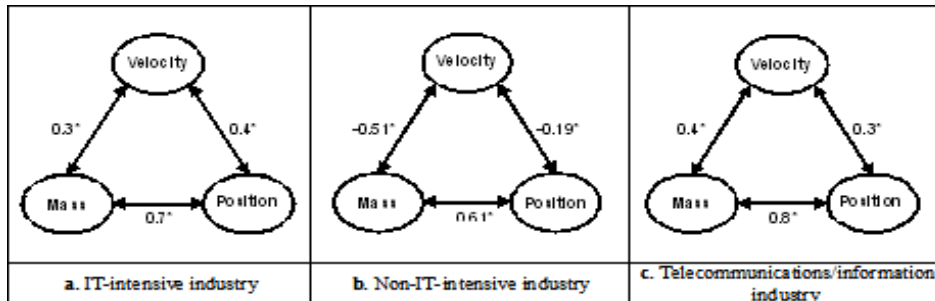 Velocity
0.3*
0.4*
Mass
Position
0.7*
a. IT-intensive industry
Velocity
-0.51*
-0.19*
Mass
Position
0.61*
b. Non-IT-intensive industry
Velocity
0.4*
0.3*
Mass
Position
0.8*
c. Telecommunications/information
industry